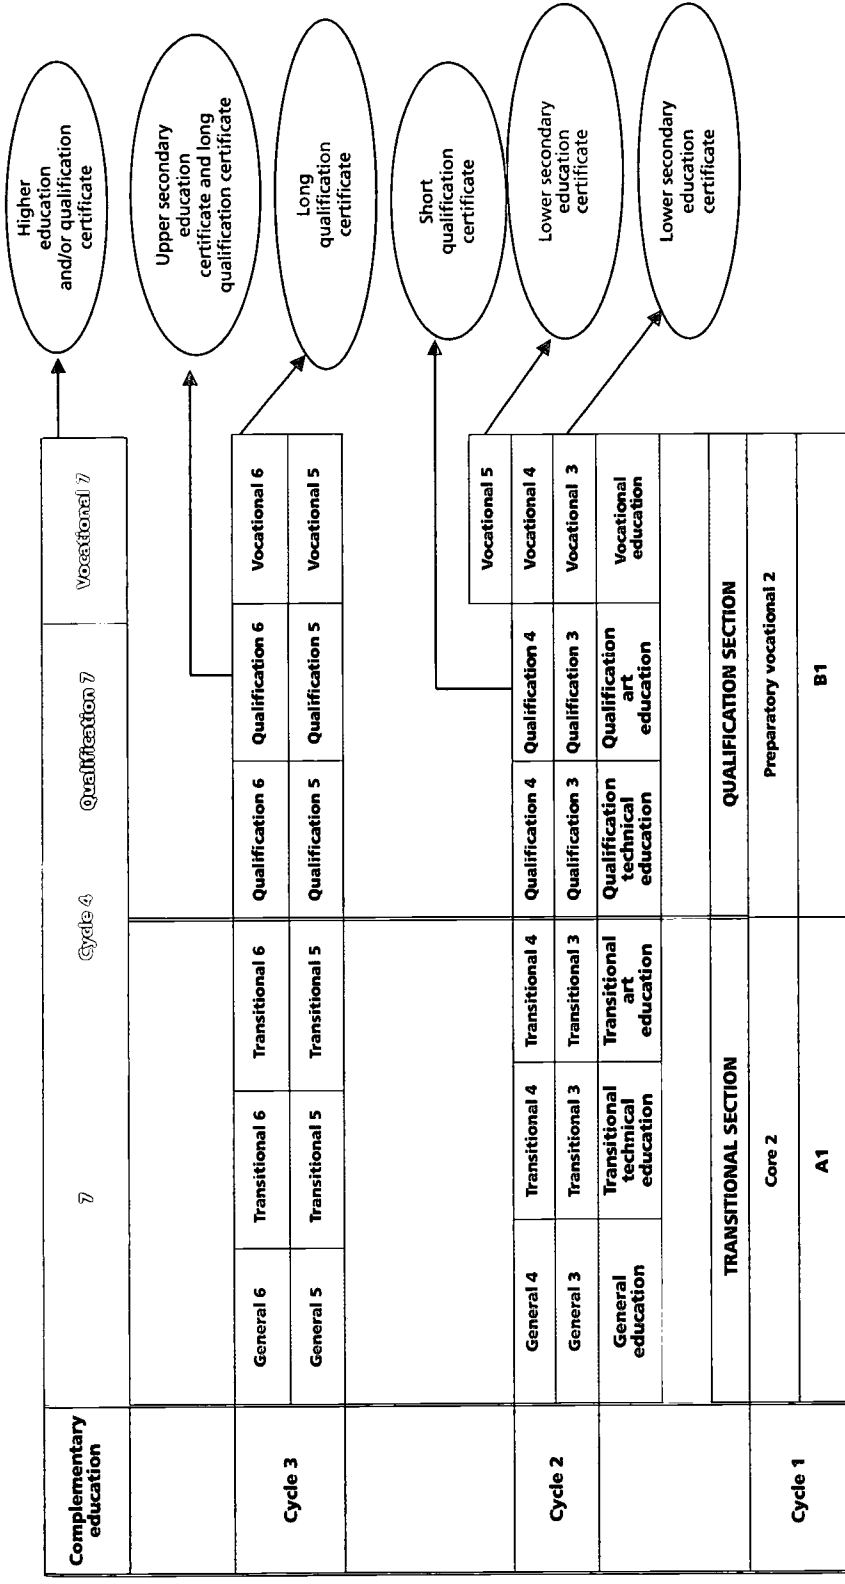 Complementary
education
7
Cycle 4
Qualification 7
Vocational 7
Higher
education
and/or qualification
certificate
Upper secondary
education
certificate and long
qualification certificate
Cycle 3
General 6
Transitional 6
Transitional 6
Qualification 6
Qualification 6
Vocational 6
Long
qualification
certificate
General 5
Transitional 5
Transitional 5
Qualification 5
Qualification 5
Vocational 5
Short
qualification
certificate
Vocational 5
Lower secondary
education
certificate
Cycle 2
General 4
Transitional 4
Transitional 4
Qualification 4
Qualification 4
Vocational 4
General 3
Transitional 3
Transitional 3
Qualification 3
Qualification 3
Vocational 3
Lower secondary
education
certificate
General
education
Transitional
technical
education
Transitional
art
education
Qualification
technical
education
Qualification
art
education
Vocational
education
TRANSITIONAL SECTION
QUALIFICATION SECTION
Cycle 1
Core 2
Preparatory vocational 2
A1
B1